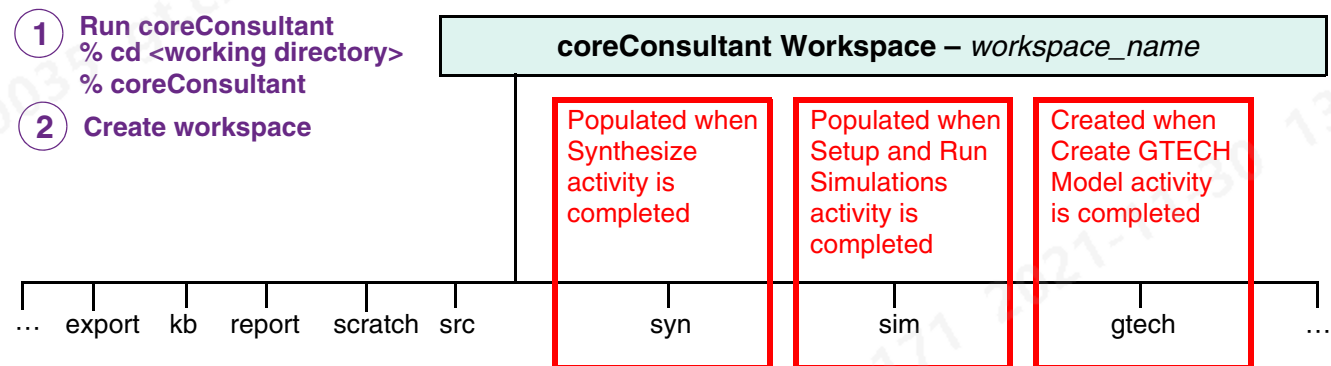 1 Run coreConsultant
% cd <working directory>
% coreConsultant
2 Create workspace
coreConsultant Workspace – workspace_name
Populated when
Synthesize
activity is
completed
Populated when
Setup and Run
Simulations
activity is
completed
Created when
Create GTECH
Model activity
is completed
... export kb report scratch src syn sim gtech ...